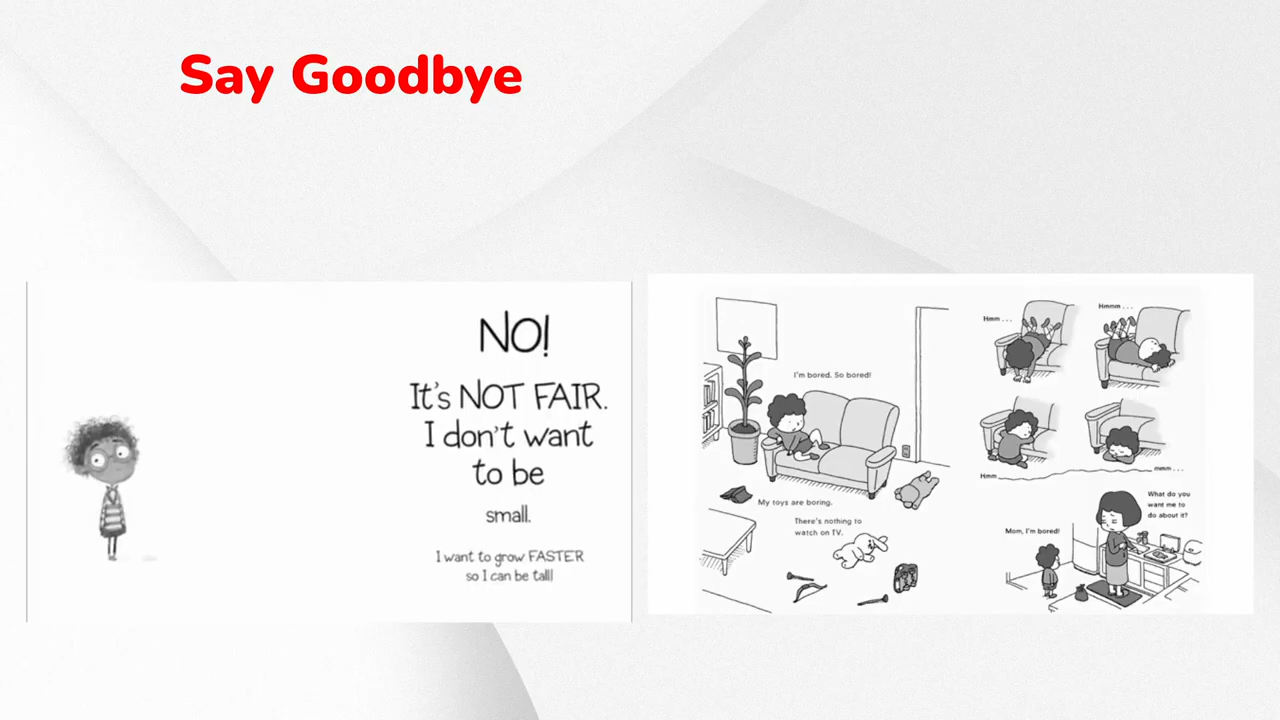 Say Goodbye
NO!
It's NOT FAIR.
I don't want
to be
small.
I want to grow FASTER
so I can be tall!
I'm bored. So bored!
My toys are boring.
There's nothing to
watch on TV.
Hmm . . .
Hmmm . . .
Hmm
mmm . . .
Mom, I'm bored!
What do you
want me to
do about it?